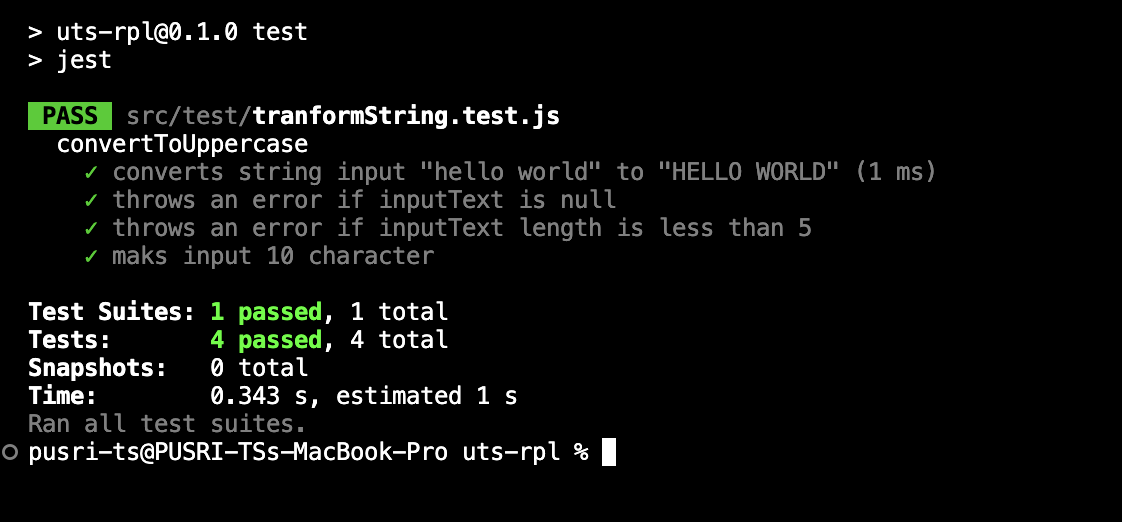 > uts-rpl@0.1.0 test
> jest
PASS src/test/tranformString.test.js
convertToUppercase
✓ converts string input "hello world" to "HELLO WORLD" (1 ms)
✓ throws an error if inputText is null
✓ throws an error if inputText length is less than 5
✓ maks input 10 character
Test Suites: 1 passed, 1 total
Tests: 4 passed, 4 total
Snapshots: 0 total
Time: 0.343 s, estimated 1 s
Ran all test suites.
pusri-ts@PUSRI-TSs-MacBook-Pro uts-rpl %